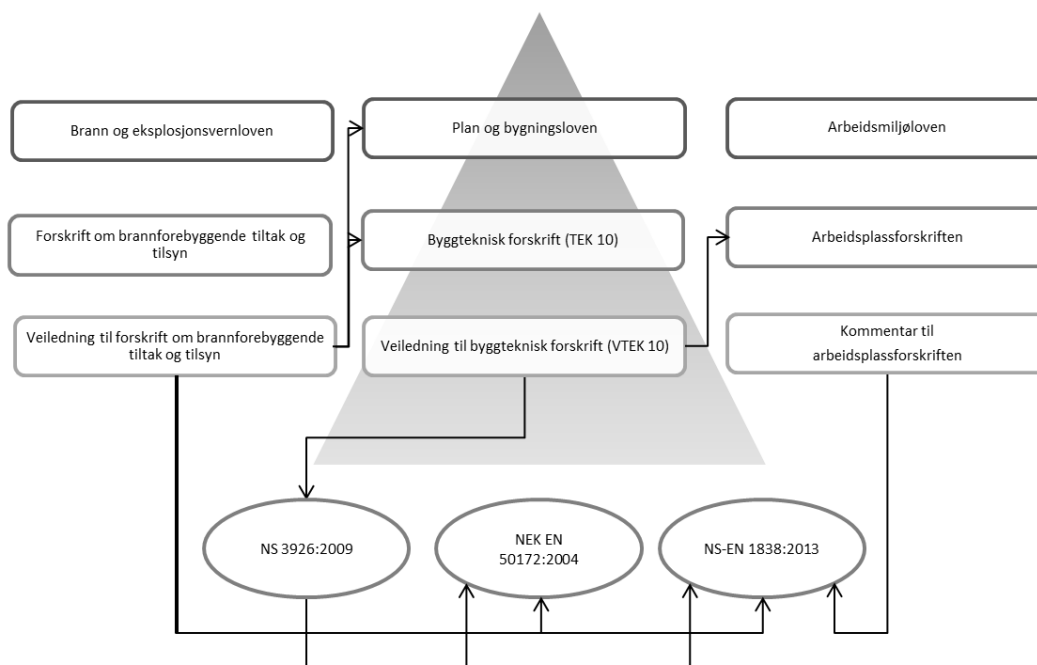 Brann og eksplosjonsvernloven
Plan og bygningsloven
Arbeidsmiljøloven
Forskrift om brannforebyggende tiltak og
tilsyn
Byggteknisk forskrift (TEK 10)
Arbeidsplassforskriften
Veiledning til forskrift om brannforebyggende
tiltak og tilsyn
Veiledning til byggteknisk forskrift (VTEK 10)
Kommentar til
arbeidsplassforskriften
NS 3926:2009
NEK EN
50172:2004
NS-EN 1838:2013